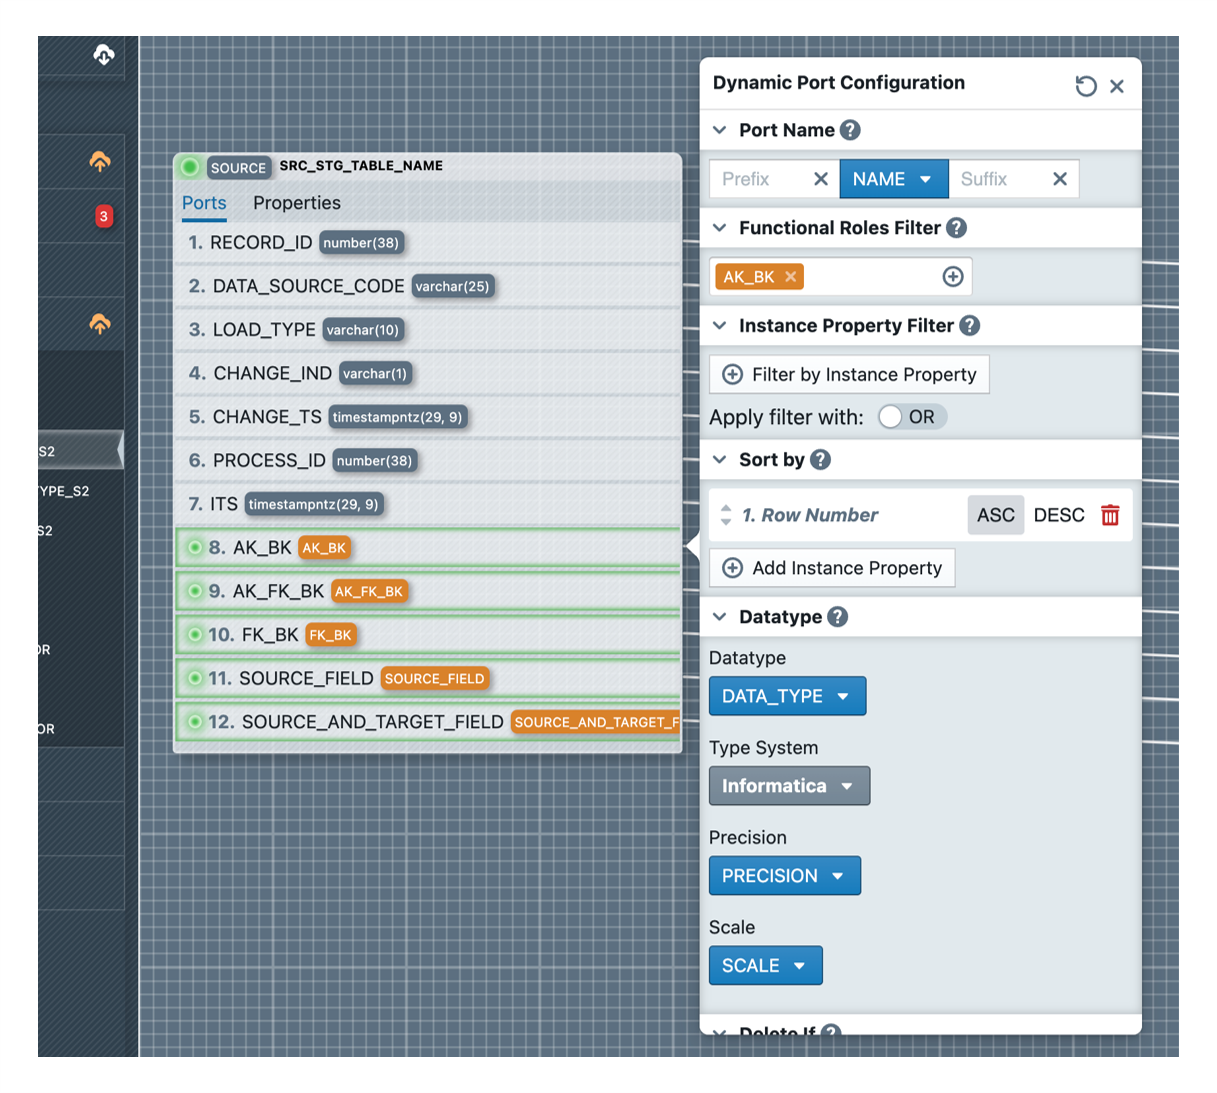 3
S2
YPE_S2
S2
OR
OR
SOURCE SRC_STG_TABLE_NAME
Ports Properties
1. RECORD_ID number(38)
2. DATA_SOURCE_CODE varchar(25)
3. LOAD_TYPE varchar(10)
4. CHANGE_IND varchar(1)
5. CHANGE_TS timestampntz(29, 9)
6. PROCESS_ID number(38)
7. ITS timestampntz(29, 9)
8. AK_BK AK_BK
9. AK_FK_BK AK_FK_BK
10. FK_BK FK_BK
11. SOURCE_FIELD SOURCE_FIELD
12. SOURCE_AND_TARGET_FIELD SOURCE_AND_TARGET_F
Dynamic Port Configuration
Port Name ?
Prefix NAME Suffix
Functional Roles Filter ?
AK_BK
Instance Property Filter ?
Filter by Instance Property
Apply filter with: OR
Sort by ?
1. Row Number ASC DESC
Add Instance Property
Datatype ?
Datatype
DATA_TYPE
Type System
Informatica
Precision
PRECISION
Scale
SCALE
Delete If ?